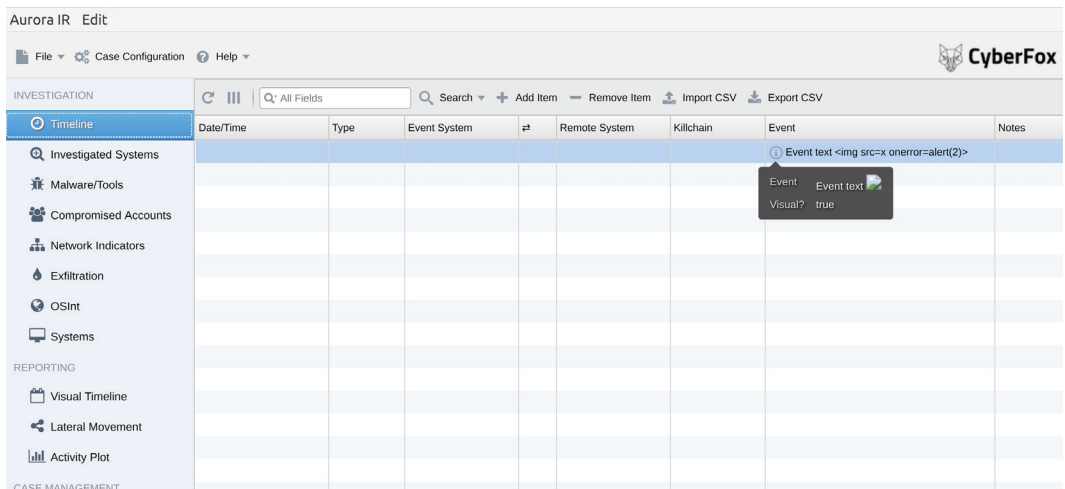 Aurora IR Edit
File Case Configuration Help CyberFox
INVESTIGATION
All Fields Search Add Item Remove Item Import CSV Export CSV
Timeline
Date/Time Type Event System ⇄ Remote System Killchain Event Notes
Event text <img src=x onerror=alert(2)>
Investigated Systems
Event Event text
Visual? true
Malware/Tools
Compromised Accounts
Network Indicators
Exfiltration
OSInt
Systems
REPORTING
Visual Timeline
Lateral Movement
Activity Plot
CASE MANAGEMENT